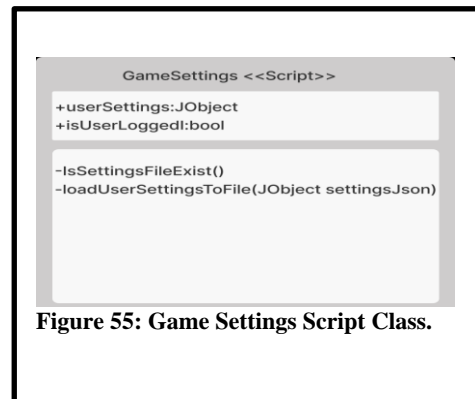 GameSettings <<Script>>
+userSettings:JObject
+isUserLoggedI:bool
-IsSettingsFileExist()
-loadUserSettingsToFile(JObject settingsJson)
Figure 55: Game Settings Script Class.